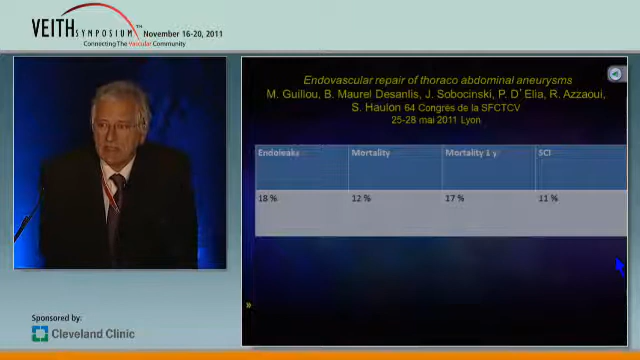 VEITH SYMPOSIUM™
November 16-20, 2011
Connecting The Vascular Community
Endovascular repair of thoraco abdominal aneurysms
M. Guillou, B. Maurel Desanlis, J. Sobocinski, P. D' Elia, R. Azzaoui,
S. Haulon 64 Congrès de la SFCTCV
25-28 mai 2011 Lyon
Endoleaks Mortality Mortality 1 y SCI
18 % 12 % 17 % 11 %
Sponsored by:
Cleveland Clinic